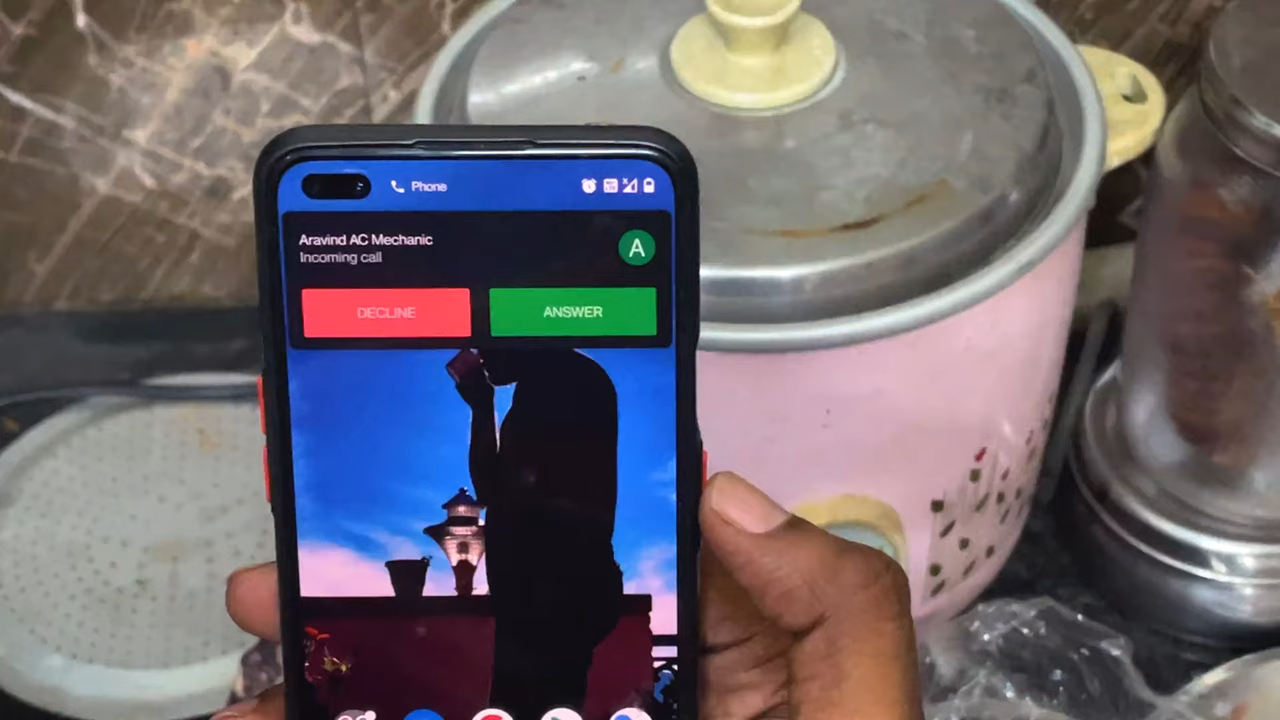 Phone
Aravind AC Mechanic
Incoming call
A
DECLINE
ANSWER